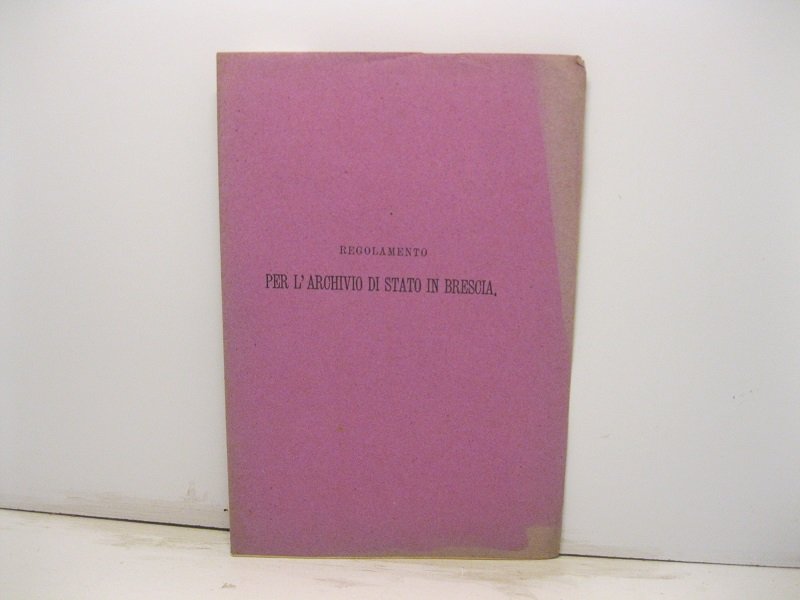 REGOLAMENTO
PER L'ARCHIVIO DI STATO IN BRESCIA.